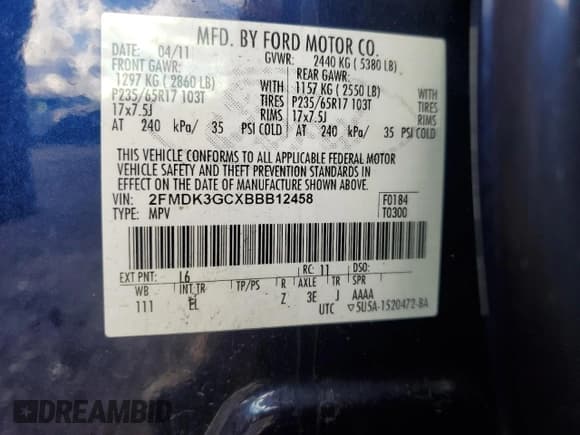 MFD. BY FORD MOTOR CO.
DATE: 04/11 GVWR: 2440 KG ( 5380 LB)
FRONT GAWR: REAR GAWR:
1297 KG ( 2860 LB) WITH 1157 KG ( 2550 LB) WITH
P235/65R17 103T TIRES P235/65R17 103T TIRES
17x7.5J RIMS 17x7.5J RIMS
AT 240 kPa/ 35 PSI COLD AT 240 kPa/ 35 PSI COLD
THIS VEHICLE CONFORMS TO ALL APPLICABLE FEDERAL MOTOR
VEHICLE SAFETY AND THEFT PREVENTION STANDARDS IN
EFFECT ON THE DATE OF MANUFACTURE SHOWN ABOVE.
VIN: 2FMDK3GCXBBB12458 F0184
TYPE: MPV T0300
EXT PNT: L6 RC: 11 DSO:
WB INT TR TP/PS R AXLE TR SPR
111 EL Z 3E J AAAA
UTC ▽5U5A-1520472-BA
DREAMBID